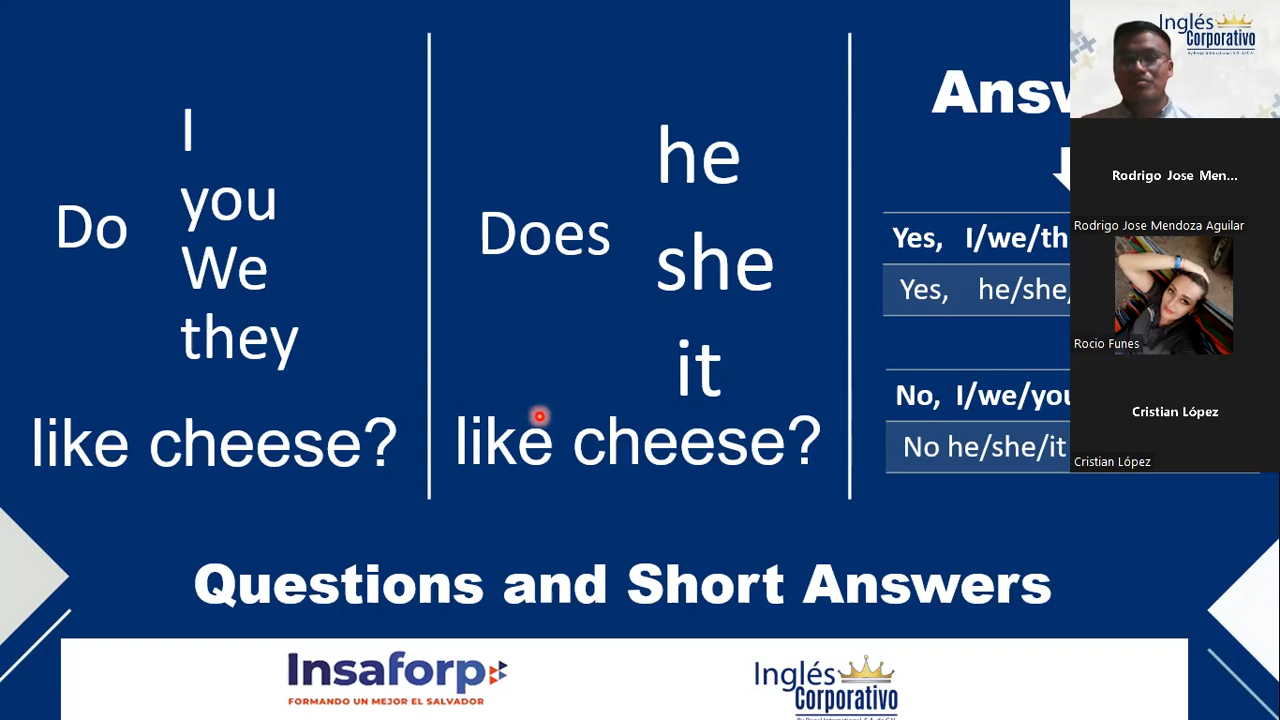 Do
I
you
We
they
like cheese?
Does
he
she
it
like cheese?
Yes, I/we/th
Yes, he/she/
No, I/we/you
No he/she/it
Questions and Short Answers
Insaforp
FORMANDO UN MEJOR EL SALVADOR
Inglés
Corporativo
Inglés
Corporativo
Rodrigo Jose Men...
Rodrigo Jose Mendoza Aguilar
Rocio Funes
Cristian López
Cristian López